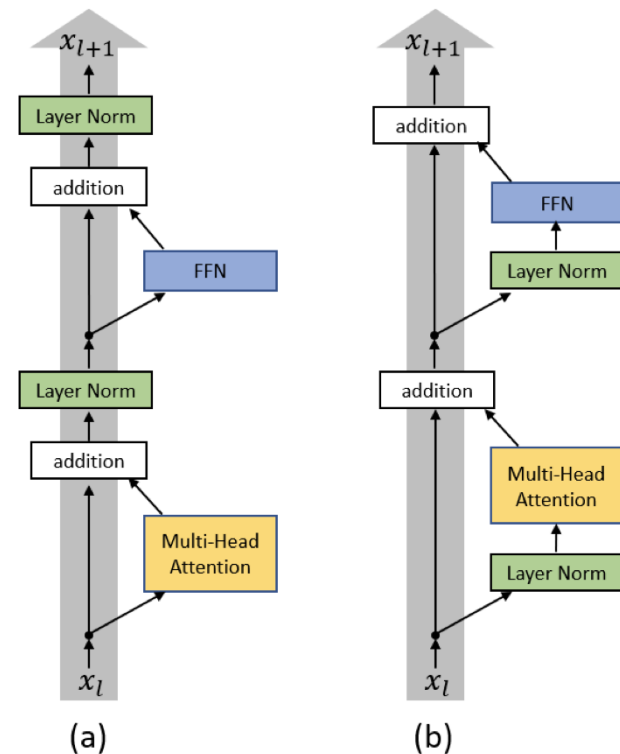 x_{l+1}
Layer Norm
addition
FFN
Layer Norm
addition
Multi-Head
Attention
x_l
(a)
x_{l+1}
addition
FFN
Layer Norm
addition
Multi-Head
Attention
Layer Norm
x_l
(b)